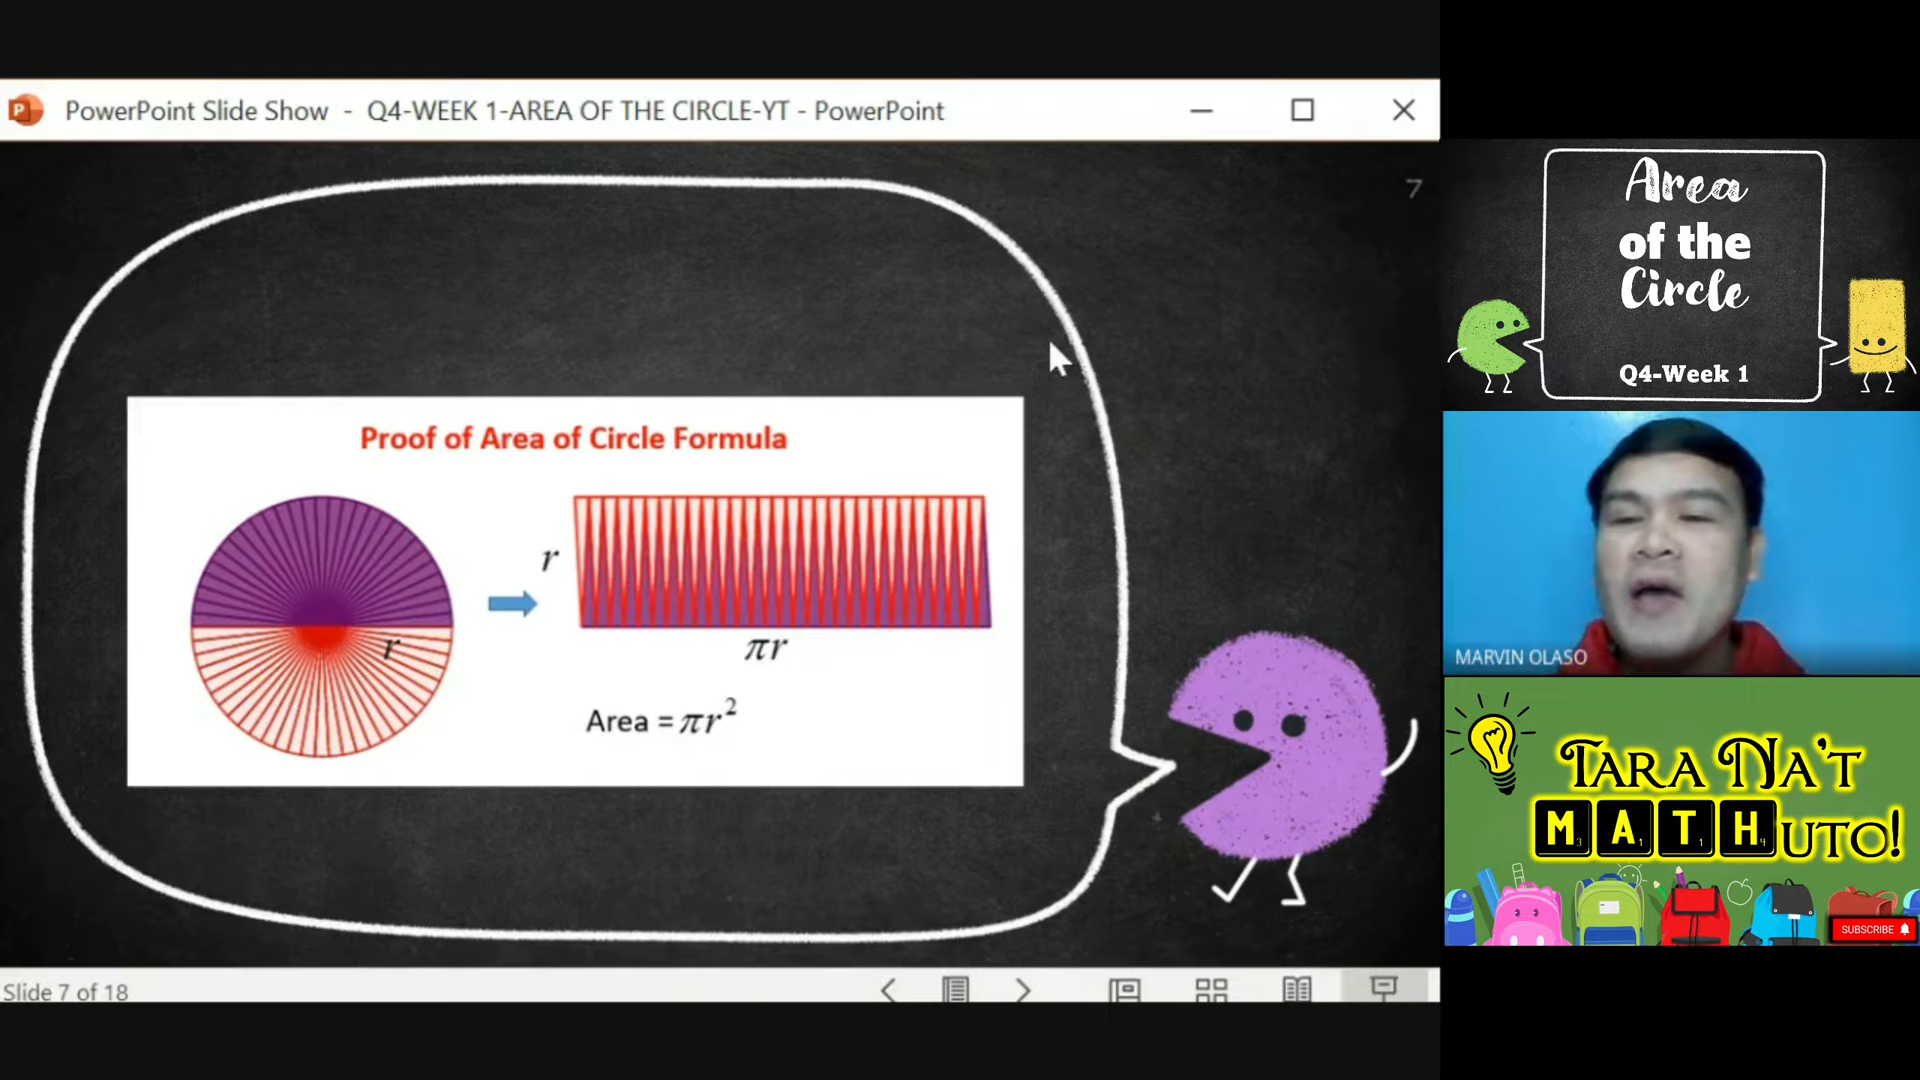 PowerPoint Slide Show - Q4-WEEK 1-AREA OF THE CIRCLE-YT - PowerPoint
7
Proof of Area of Circle Formula
r
r
πr
Area = πr²
Slide 7 of 18
Area
of the
Circle
Q4-Week 1
MARVIN OLASO
TARA NA'T
MATHUTO!
SUBSCRIBE